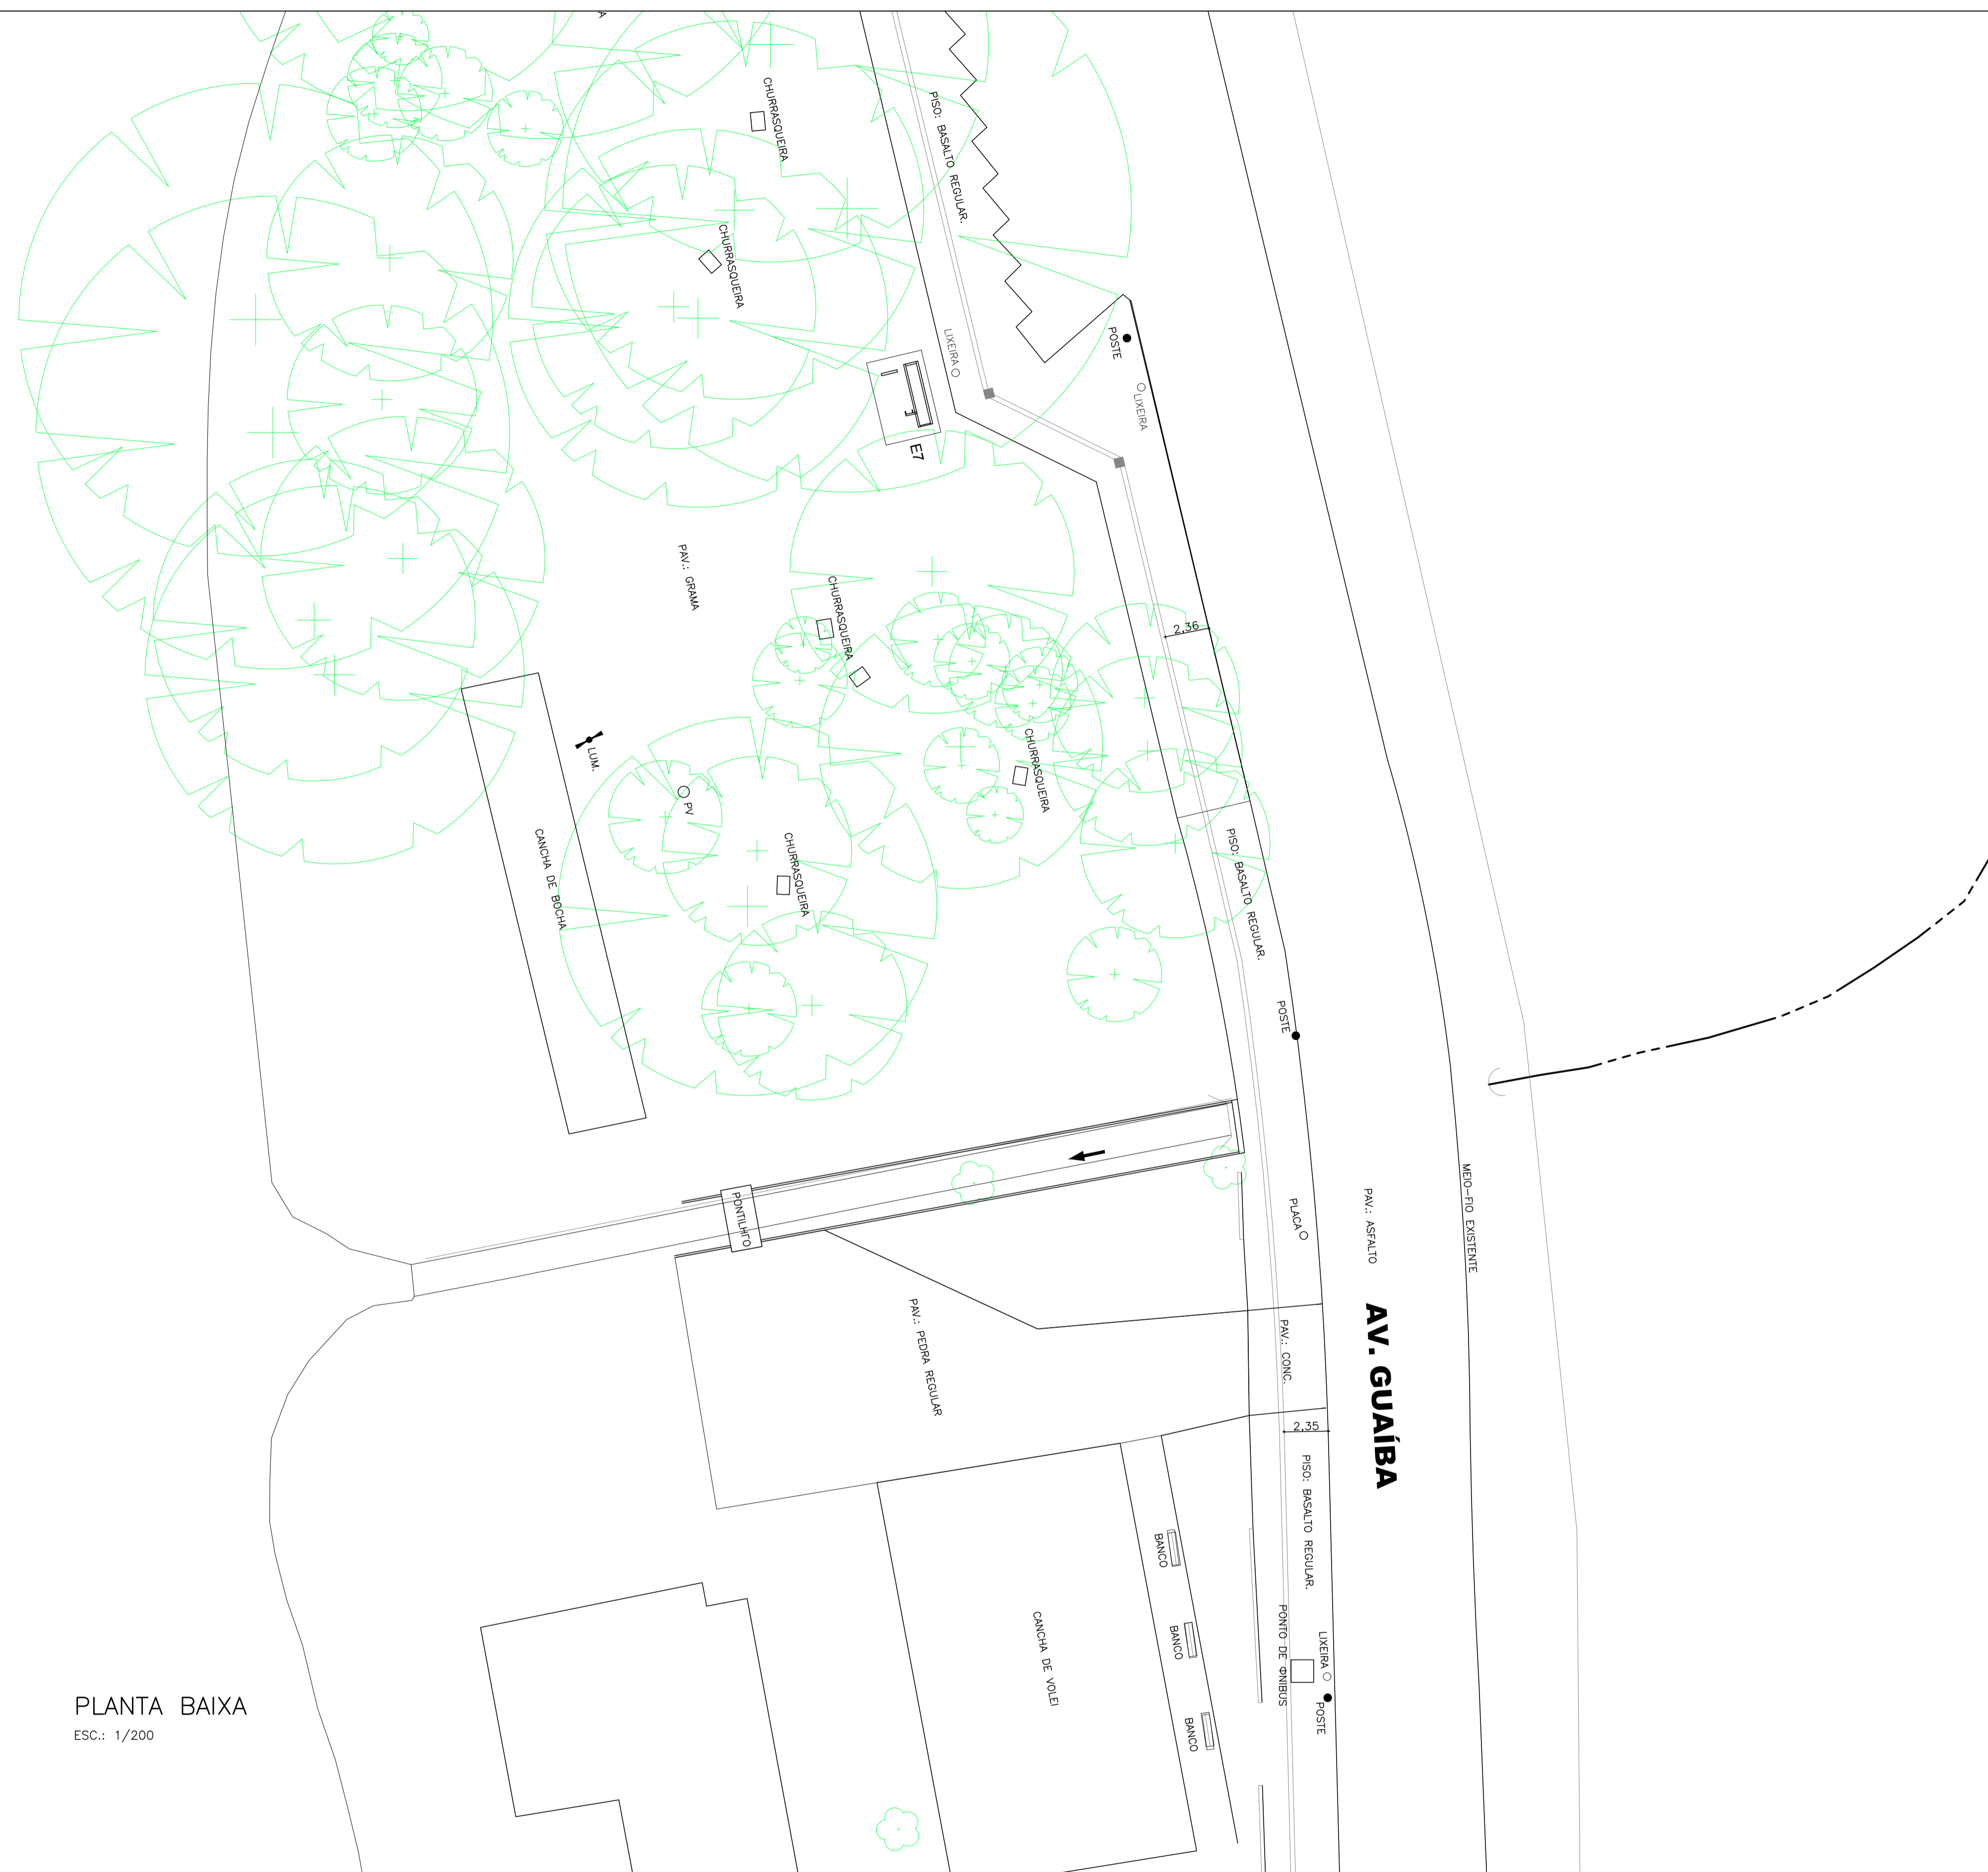 CHURRASQUEIRA
PISO: BASALTO REGULAR.
CHURRASQUEIRA
LIXEIRA
POSTE
LIXEIRA
E7
PAV.: GRAMA
CHURRASQUEIRA
2,36
LUM.
PV
CHURRASQUEIRA
CANCHA DE BOCHA
CHURRASQUEIRA
PISO: BASALTO REGULAR.
POSTE
PONTILHГO
PLACA
PAV.: ASFALTO
MEIO-FIO EXISTENTE
PAV.: PEDRA REGULAR
PAV.: CONC.
AV. GUAÍBA
2,35
PISO: BASALTO REGULAR.
BANCO
BANCO
BANCO
CANCHA DE VOLEI
PONTO DE ФNIBUS
LIXEIRA
POSTE
PLANTA BAIXA
ESC.: 1/200